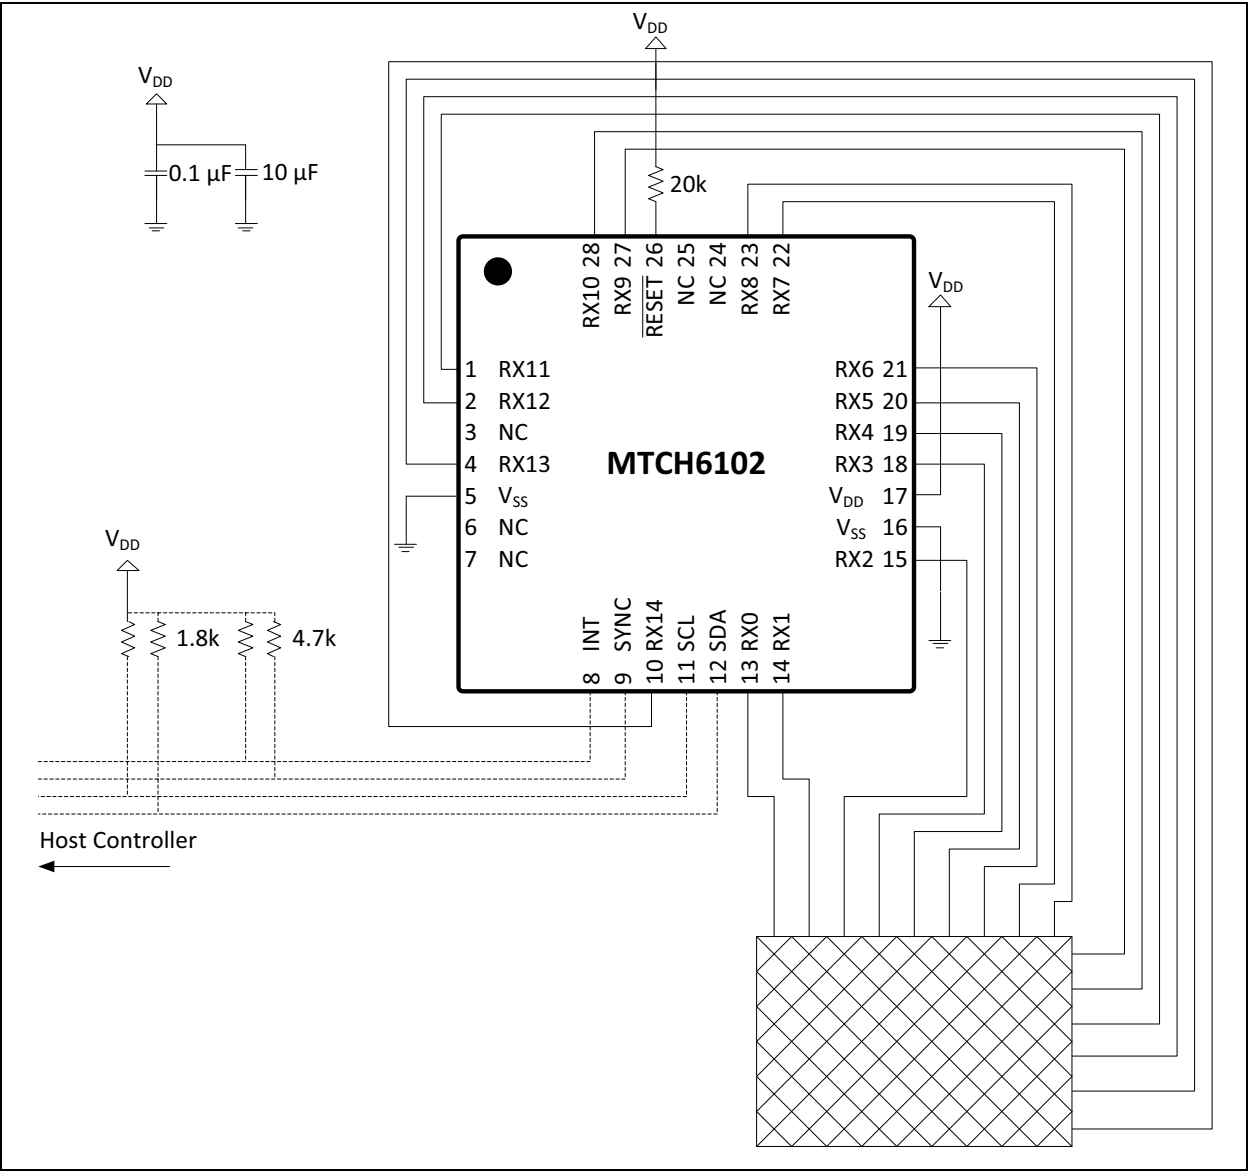 VDD
VDD
0.1 µF
10 µF
20k
RX10 28
RX9 27
RESET 26
NC 25
NC 24
RX8 23
RX7 22
VDD
1 RX11
2 RX12
3 NC
4 RX13
5 VSS
6 NC
7 NC
MTCH6102
RX6 21
RX5 20
RX4 19
RX3 18
VDD 17
VSS 16
RX2 15
VDD
1.8k
4.7k
8 INT
9 SYNC
10 RX14
11 SCL
12 SDA
13 RX0
14 RX1
Host Controller